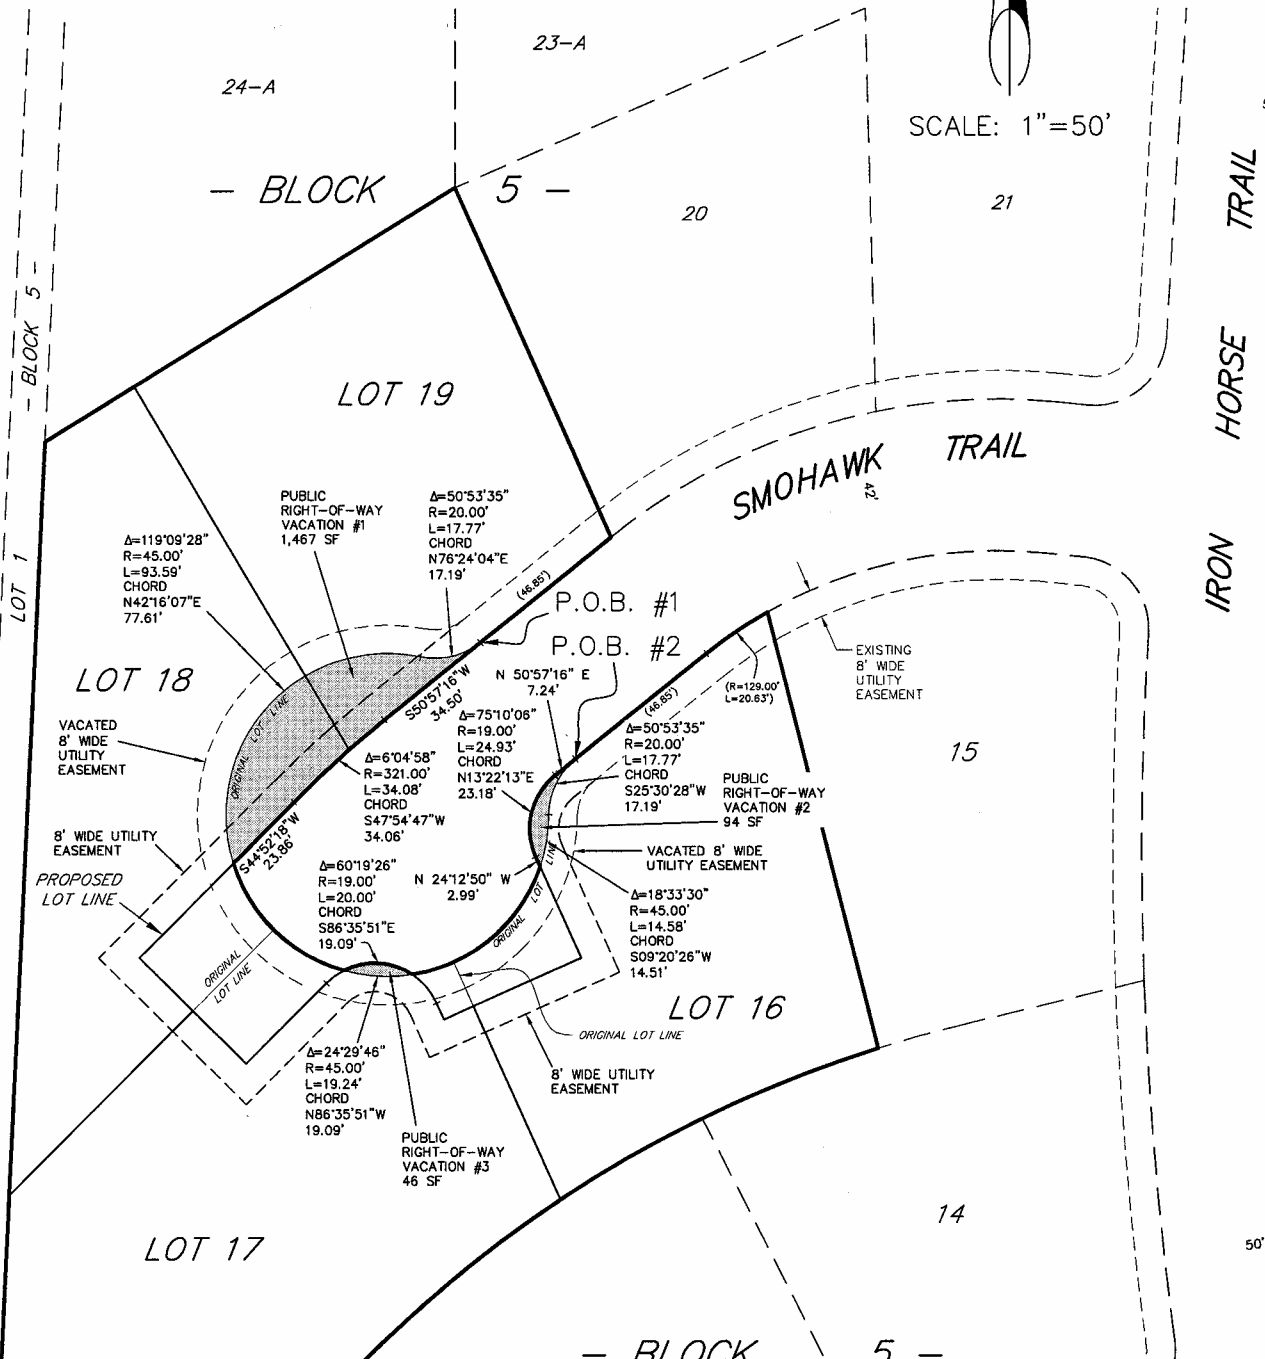 23-A
24-A
SCALE: 1"=50'
- BLOCK 5 -
20
21
IRON HORSE TRAIL
- BLOCK 5 -
LOT 1
LOT 19
SMOHAWK TRAIL
42'
PUBLIC
RIGHT-OF-WAY
VACATION #1
1,467 SF
Δ=50°53'35"
R=20.00'
L=17.77'
CHORD
N76°24'04"E
17.19'
Δ=119°09'28"
R=45.00'
L=93.59'
CHORD
N42°16'07"E
77.61'
(46.85')
P.O.B. #1
P.O.B. #2
LOT 18
N 50°57'16" E
7.24'
(46.85')
(R=129.00'
L=20.63')
EXISTING
8' WIDE
UTILITY
EASEMENT
S50°57'16"W
34.50'
ORIGINAL LOT LINE
VACATED
8' WIDE
UTILITY
EASEMENT
Δ=75°10'06"
R=19.00'
L=24.93'
CHORD
N13°22'13"E
23.18'
Δ=50°53'35"
R=20.00'
L=17.77'
CHORD
S25°30'28"W
17.19'
PUBLIC
RIGHT-OF-WAY
VACATION #2
94 SF
15
Δ=6°04'58"
R=321.00'
L=34.08'
CHORD
S47°54'47"W
34.06'
S44°52'18"W
23.86'
8' WIDE UTILITY
EASEMENT
PROPOSED
LOT LINE
VACATED 8' WIDE
UTILITY EASEMENT
Δ=60°19'26"
R=19.00'
L=20.00'
CHORD
S86°35'51"E
19.09'
N 24°12'50" W
2.99'
ORIGINAL LOT LINE
Δ=18°33'30"
R=45.00'
L=14.58'
CHORD
S09°20'26"W
14.51'
ORIGINAL
LOT LINE
LOT 16
ORIGINAL LOT LINE
Δ=24°29'46"
R=45.00'
L=19.24'
CHORD
N86°35'51"W
19.09'
8' WIDE UTILITY
EASEMENT
PUBLIC
RIGHT-OF-WAY
VACATION #3
46 SF
14
LOT 17
50'
- BLOCK 5 -